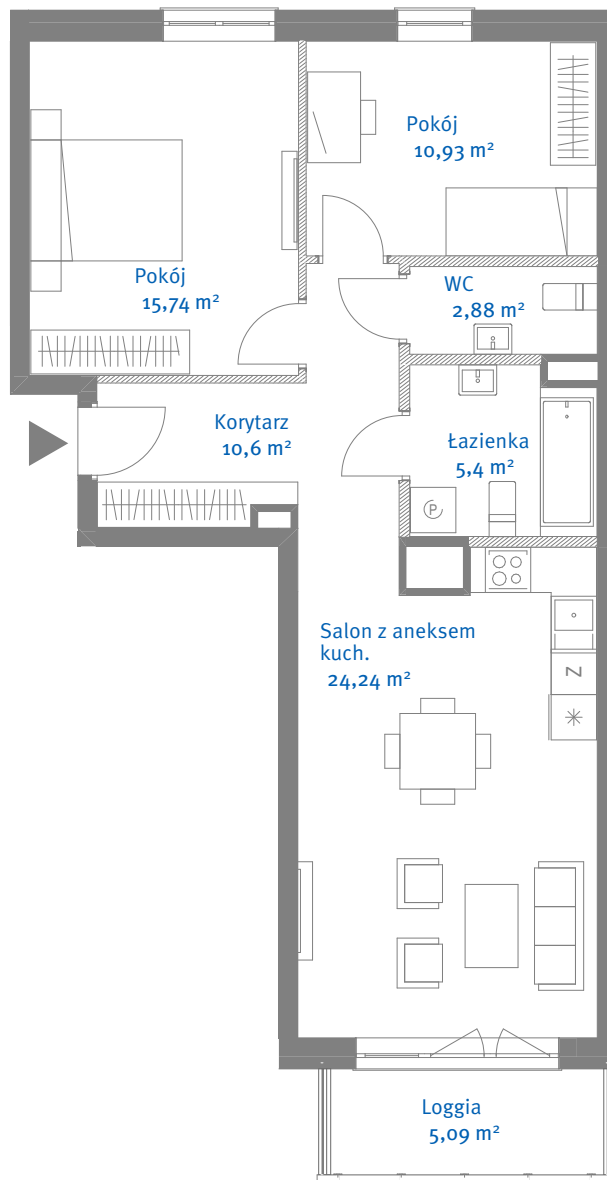 Pokój
10,93 m²
Pokój
15,74 m²
WC
2,88 m²
Korytarz
10,6 m²
Łazienka
5,4 m²
P
Salon z aneksem
kuch.
24,24 m²
Z
Loggia
5,09 m²